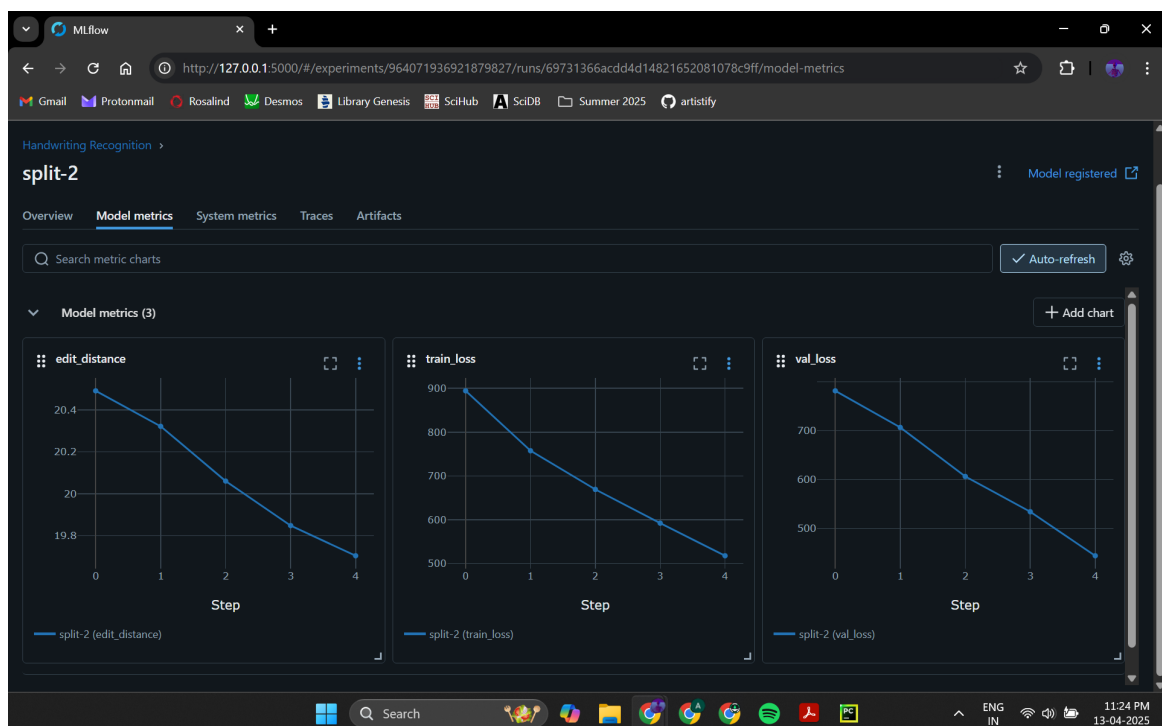 MLflow
http://127.0.0.1:5000/#/experiments/964071936921879827/runs/69731366acdd4d14821652081078c9ff/model-metrics
Gmail Protonmail Rosalind Desmos Library Genesis SCI HUB SciHub SciDB Summer 2025 artistify
Handwriting Recognition
split-2 Model registered
Overview Model metrics System metrics Traces Artifacts
Search metric charts Auto-refresh
Model metrics (3) Add chart
edit_distance
20.4
20.2
20
19.8
0 1 2 3 4
Step
split-2 (edit_distance)
train_loss
900
800
700
600
500
0 1 2 3 4
Step
split-2 (train_loss)
val_loss
700
600
500
0 1 2 3 4
Step
split-2 (val_loss)
Search A PC ENG 11:24 PM
IN 13-04-2025